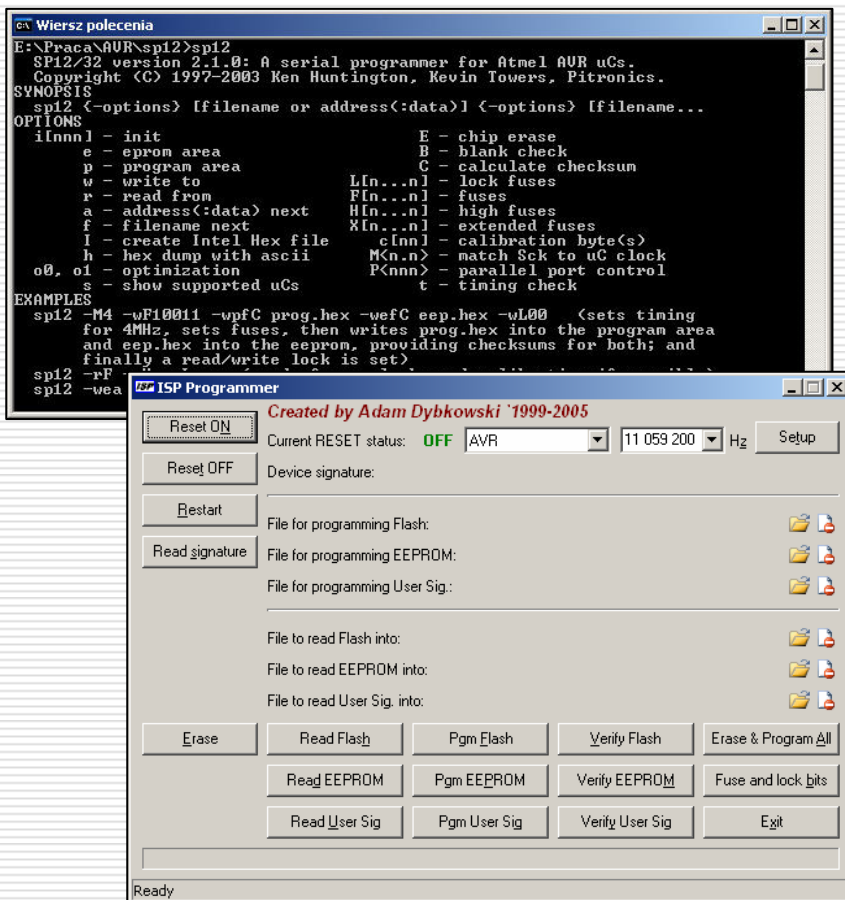 Wiersz polecenia
E:\Praca\AVR\sp12>sp12
SP12/32 version 2.1.0: A serial programmer for Atmel AVR uCs.
Copyright (C) 1997-2003 Ken Huntington, Kevin Towers, Pitronics.
SYNOPSIS
sp12 {-options} [filename or address(:data)] {-options} [filename...
OPTIONS
i[nnn] - init E - chip erase
e - eprom area B - blank check
p - program area C - calculate checksum
w - write to L[n...n] - lock fuses
r - read from F[n...n] - fuses
a - address(:data) next H[n...n] - high fuses
f - filename next X[n...n] - extended fuses
I - create Intel Hex file c[nn] - calibration byte(s)
h - hex dump with ascii M<n.n> - match Sck to uC clock
o0, o1 - optimization P<nnn> - parallel port control
s - show supported uCs t - timing check
EXAMPLES
sp12 -M4 -wF10011 -wpfC prog.hex -wefC eep.hex -wL00 (sets timing
for 4MHz, sets fuses, then writes prog.hex into the program area
and eep.hex into the eeprom, providing checksums for both; and
finally a read/write lock is set)
sp12 -rF
sp12 -wea
ISP ISP Programmer
Created by Adam Dybkowski `1999-2005
Reset ON
Current RESET status: OFF AVR 11 059 200 Hz Setup
Reset OFF
Device signature:
Restart
File for programming Flash:
Read signature
File for programming EEPROM:
File for programming User Sig.:
File to read Flash into:
File to read EEPROM into:
File to read User Sig. into:
Erase Read Flash Pgm Flash Verify Flash Erase & Program All
Read EEPROM Pgm EEPROM Verify EEPROM Fuse and lock bits
Read User Sig Pgm User Sig Verify User Sig Exit
Ready